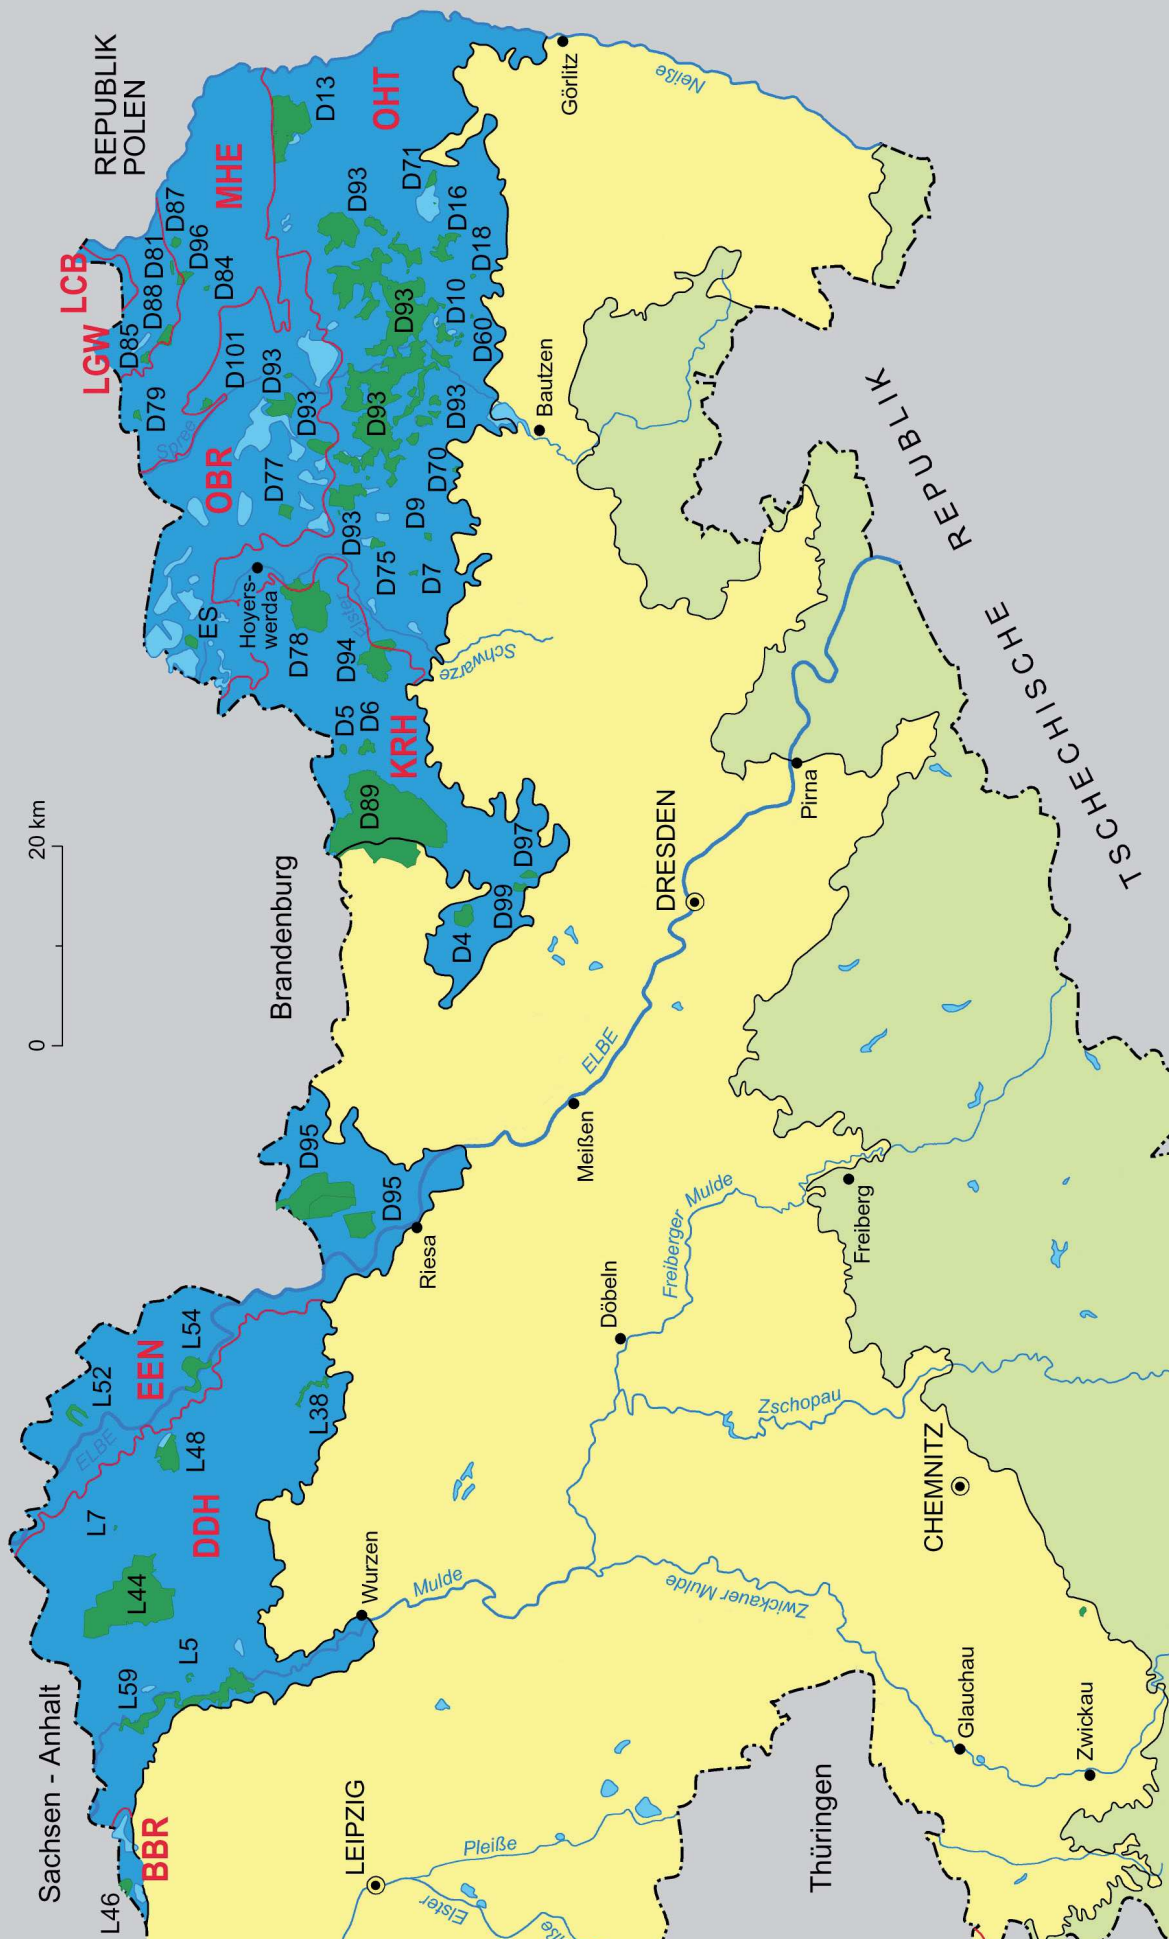 Sachsen - Anhalt
L46
BBR
L59
L5
L44
L7
DDH
L48
ELBE
L52
EEN
L54
L38
D95
D95
Brandenburg
0
20 km
D4
D99
D97
D89
D5
D6
KRH
D94
D78
ES
Hoyers-
werda
Elster
D75
D7
D9
D93
D70
D77
OBR
Spree
D79
D85
LGW
LCB
D88
D81
D87
D96
D84
D101
D93
D93
D93
D93
D60
D10
D18
D16
D71
D93
D93
MHE
OHT
D13
REPUBLIK
POLEN
Görlitz
Neiße
Bautzen
Schwarze
Pirna
DRESDEN
ELBE
Meißen
Riesa
Döbeln
Freiberger Mulde
Freiberg
Zschopau
CHEMNITZ
Wurzen
Mulde
Zwickauer Mulde
Glauchau
Zwickau
LEIPZIG
Pleiße
Elster
Thüringen
TSCHECHISCHE REPUBLIK